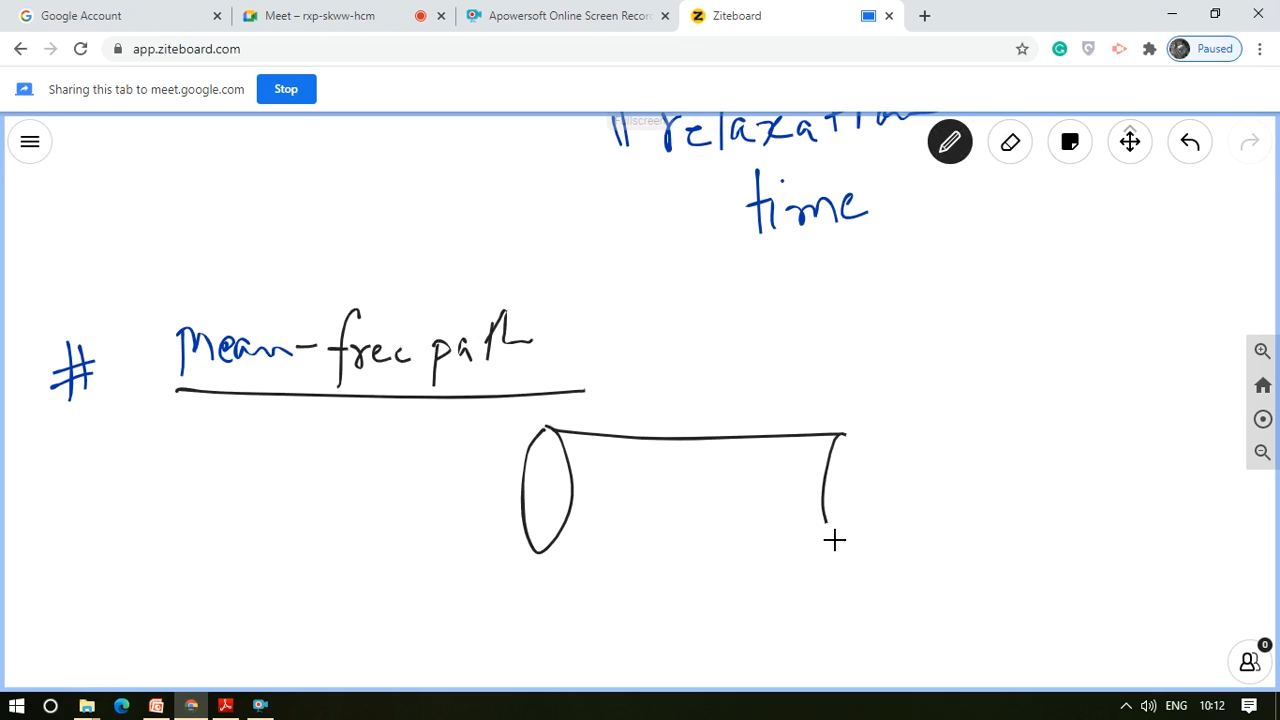 Google Account
Meet – rxp-skww-hcm
Apowersoft Online Screen Recor
Ziteboard
app.ziteboard.com
Paused
Sharing this tab to meet.google.com
Stop
Fullscreen
relaxation
time
0
# Mean-free path
ENG
10:12